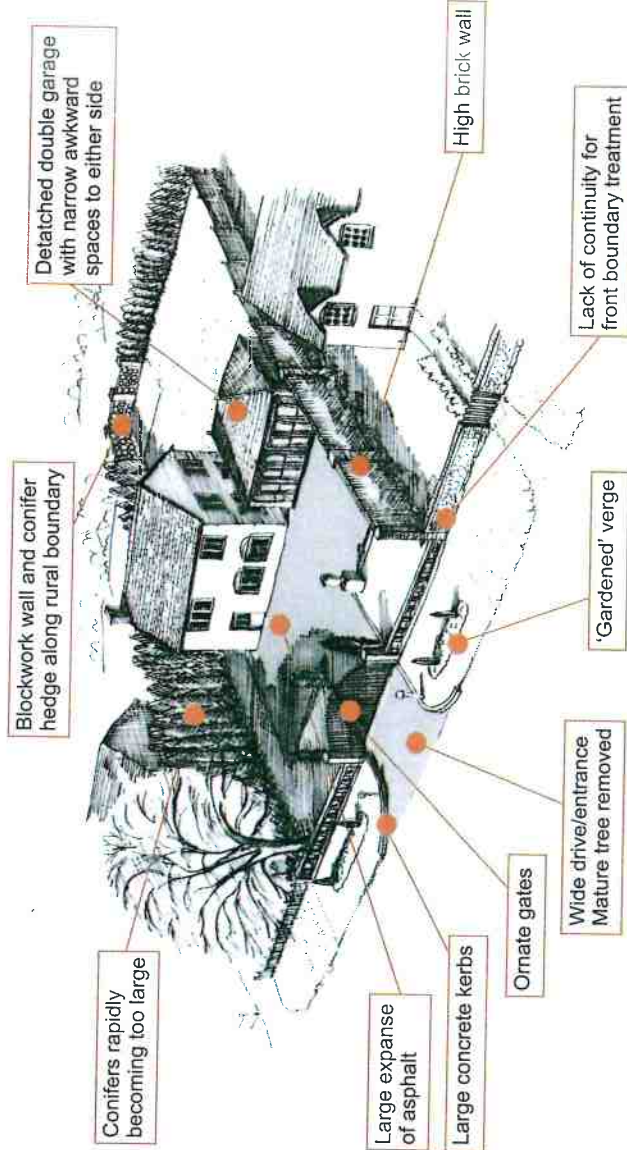 Conifers rapidly
becoming too large
Blockwork wall and conifer
hedge along rural boundary
Detatched double garage
with narrow awkward
spaces to either side
Large expanse
of asphalt
Large concrete kerbs
Ornate gates
Wide drive/entrance
Mature tree removed
'Gardened' verge
Lack of continuity for
front boundary treatment
High brick wall